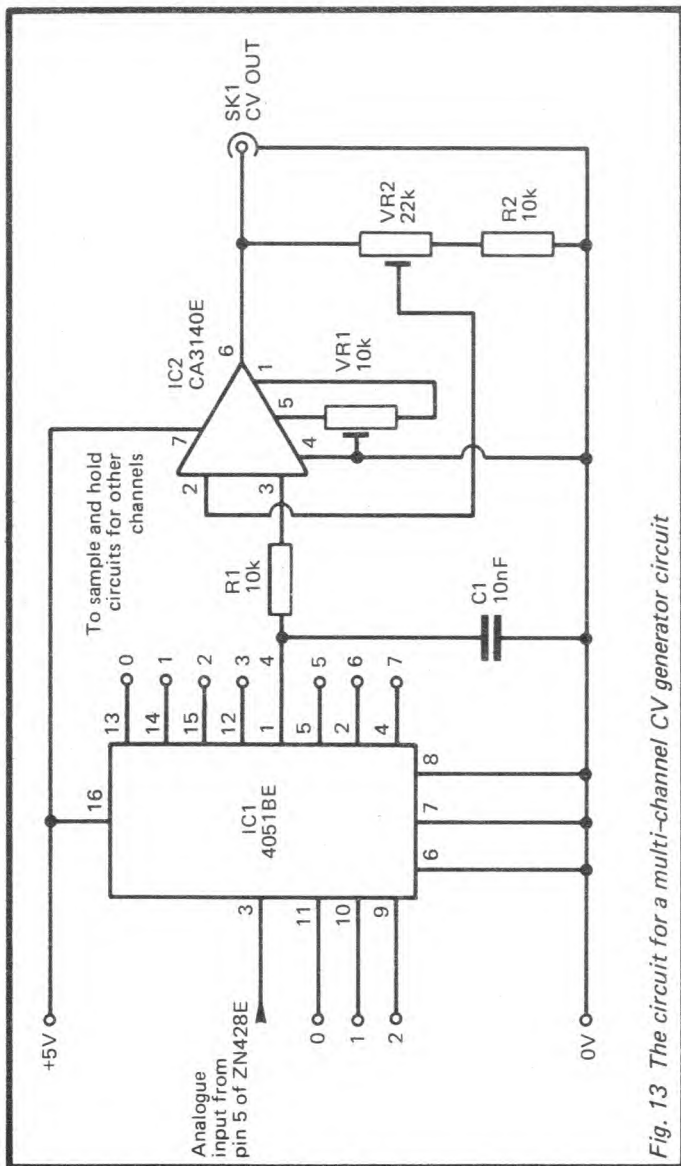 +5V
Analogue
input from
pin 5 of ZN428E
0
1
2
0V
3
11
10
9
16
IC1
4051BE
6
7
8
13
0
14
1
15
2
12
3
1
4
5
5
2
6
4
7
To sample and hold
circuits for other
channels
R1
10k
C1
10nF
IC2
CA3140E
2
3
7
4
5
1
6
VR1
10k
VR2
22k
R2
10k
SK1
CV OUT
Fig. 13 The circuit for a multi-channel CV generator circuit